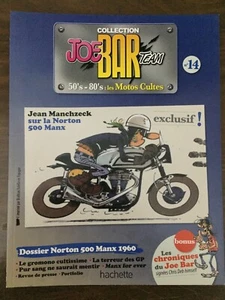 COLLECTION
JOE BAR TEAM
50's - 80's : les Motos Cultes
n°14
Jean Manchzeck
sur la Norton
500 Manx
exclusif !
Dossier Norton 500 Manx 1960
• Le gromono cultissime • La terreur des GP
• Pur sang ne saurait mentir • Manx for ever
• Revue de presse • Portfolio
hachette
bonus
Les chroniques
du Joe Bar